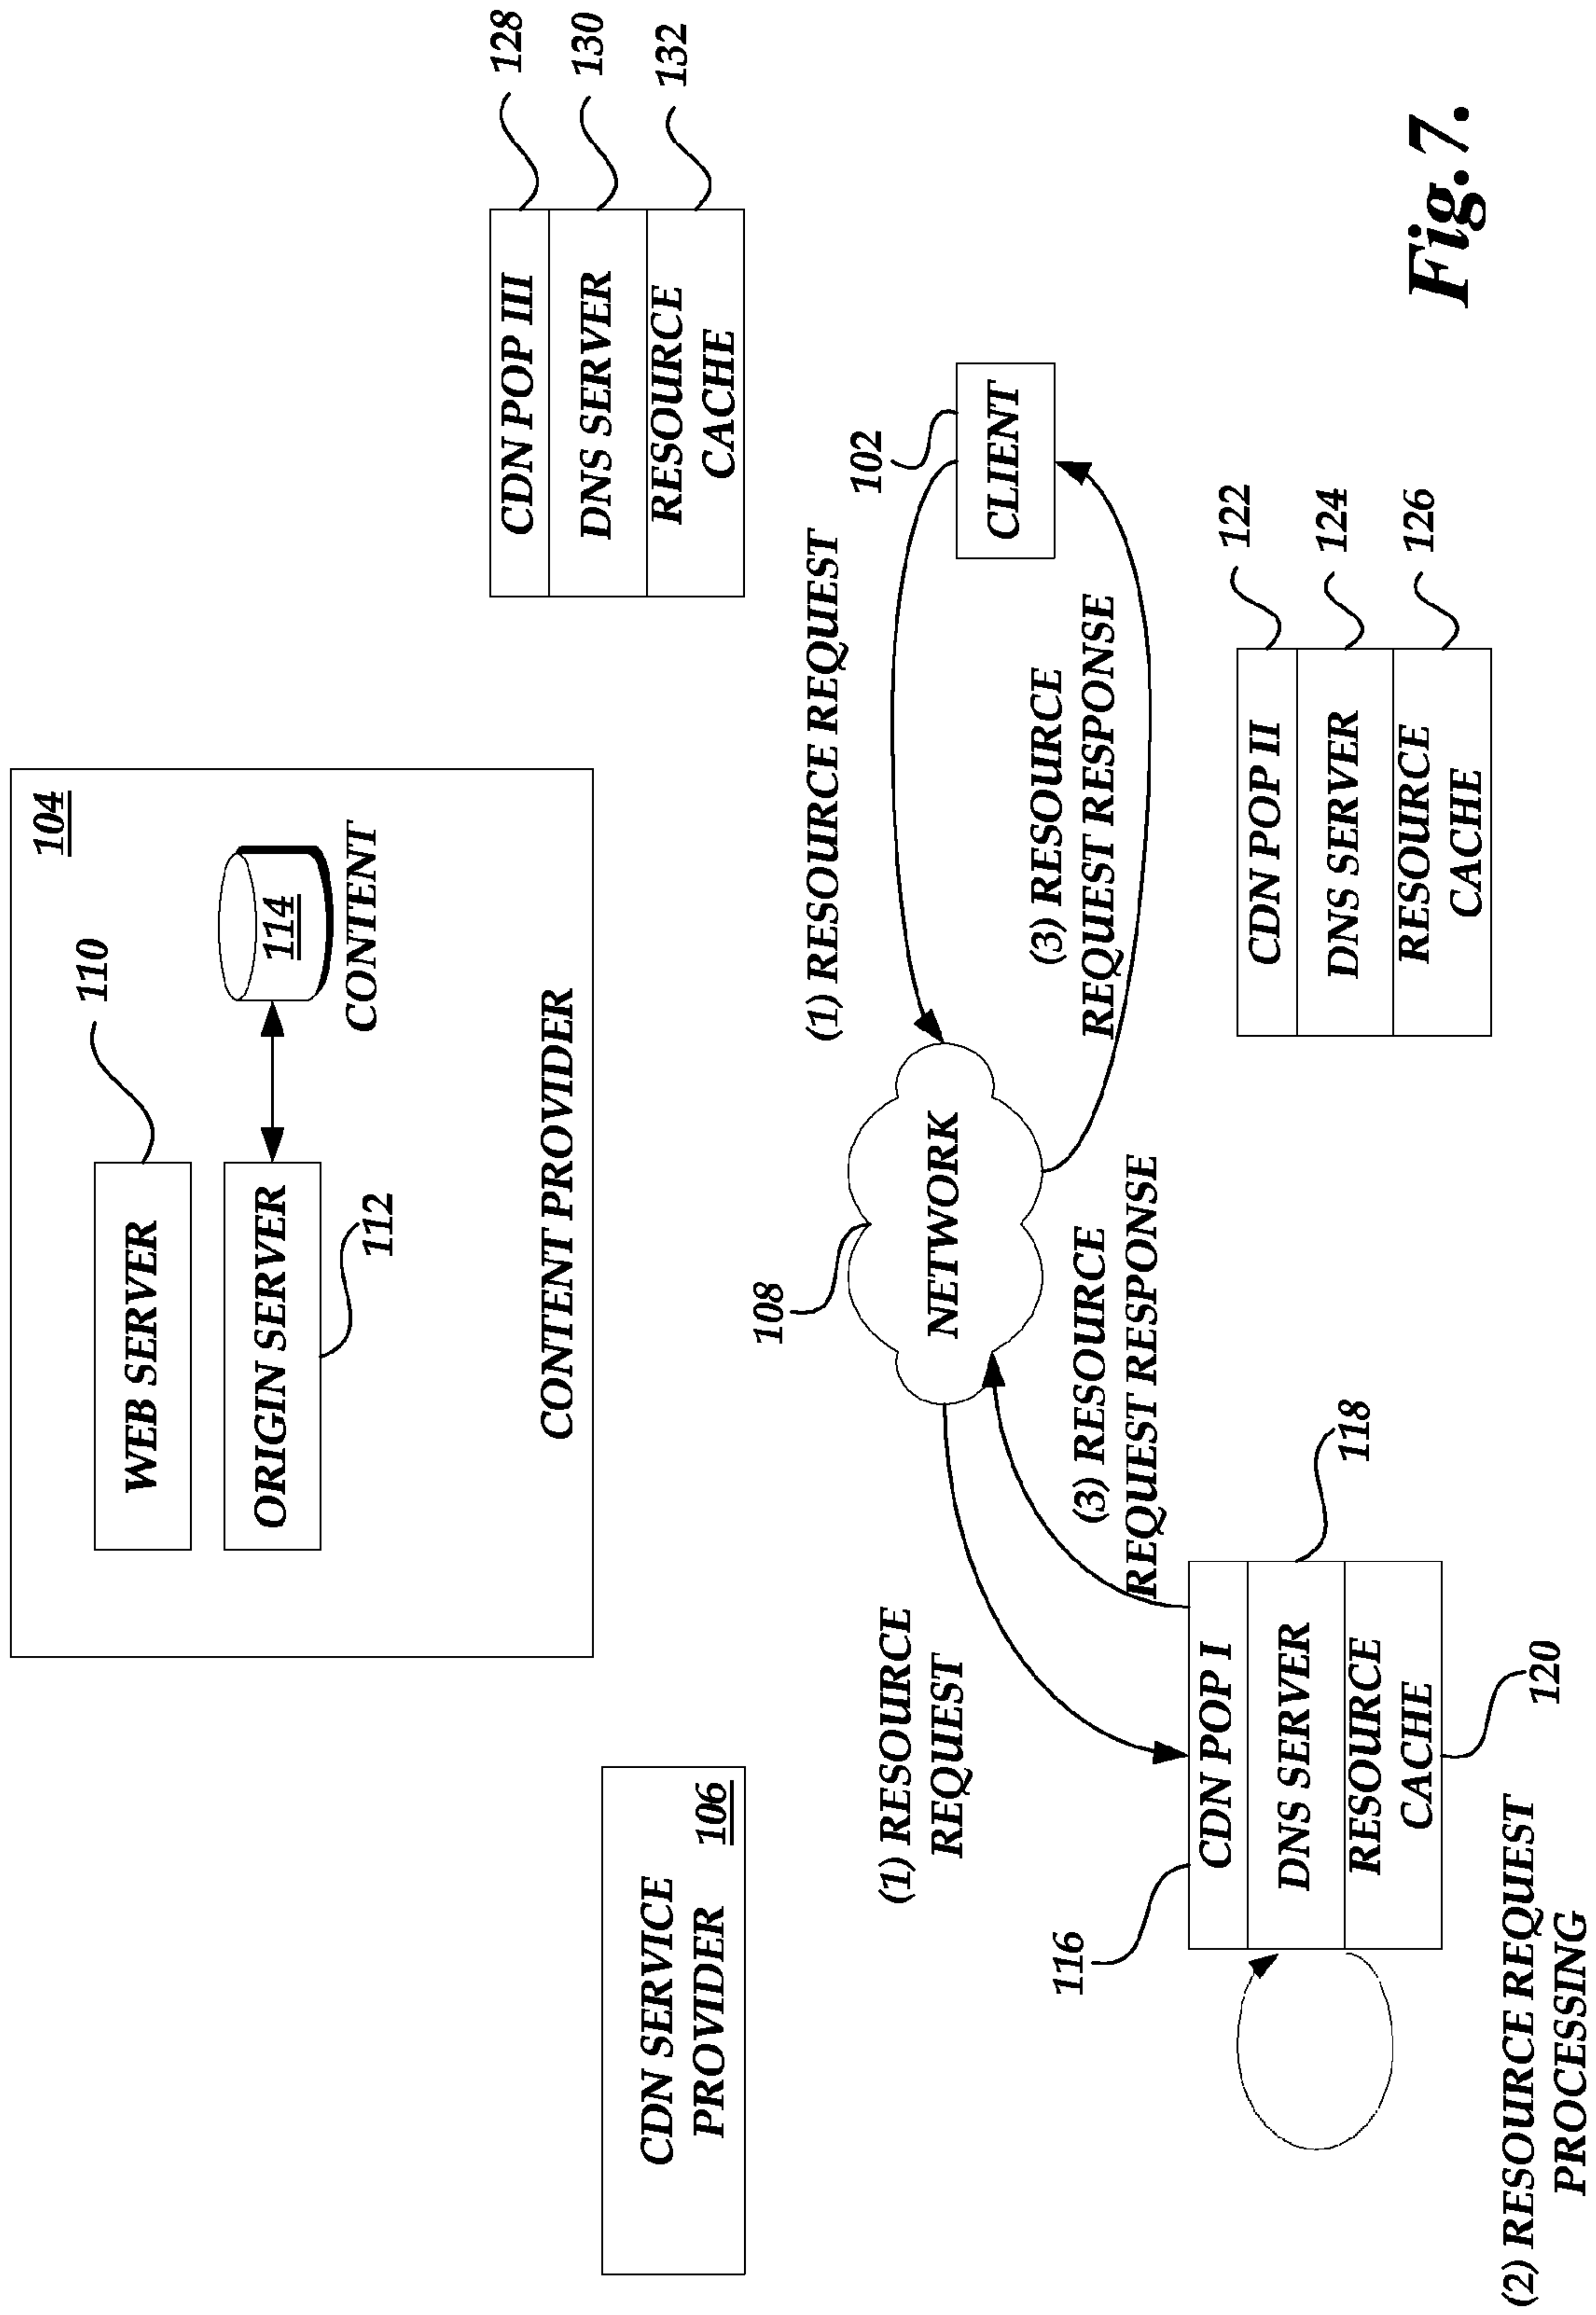 104
WEB SERVER
110
ORIGIN SERVER
112
114
CONTENT
CONTENT PROVIDER
CDN SERVICE
PROVIDER
106
CDN POP III
DNS SERVER
RESOURCE
CACHE
128
130
132
(1) RESOURCE REQUEST
102
CLIENT
108
NETWORK
(3) RESOURCE
REQUEST RESPONSE
(1) RESOURCE
REQUEST
(3) RESOURCE
REQUEST RESPONSE
116
CDN POP I
DNS SERVER
RESOURCE
CACHE
118
120
(2) RESOURCE REQUEST
PROCESSING
CDN POP II
DNS SERVER
RESOURCE
CACHE
122
124
126
Fig.7.